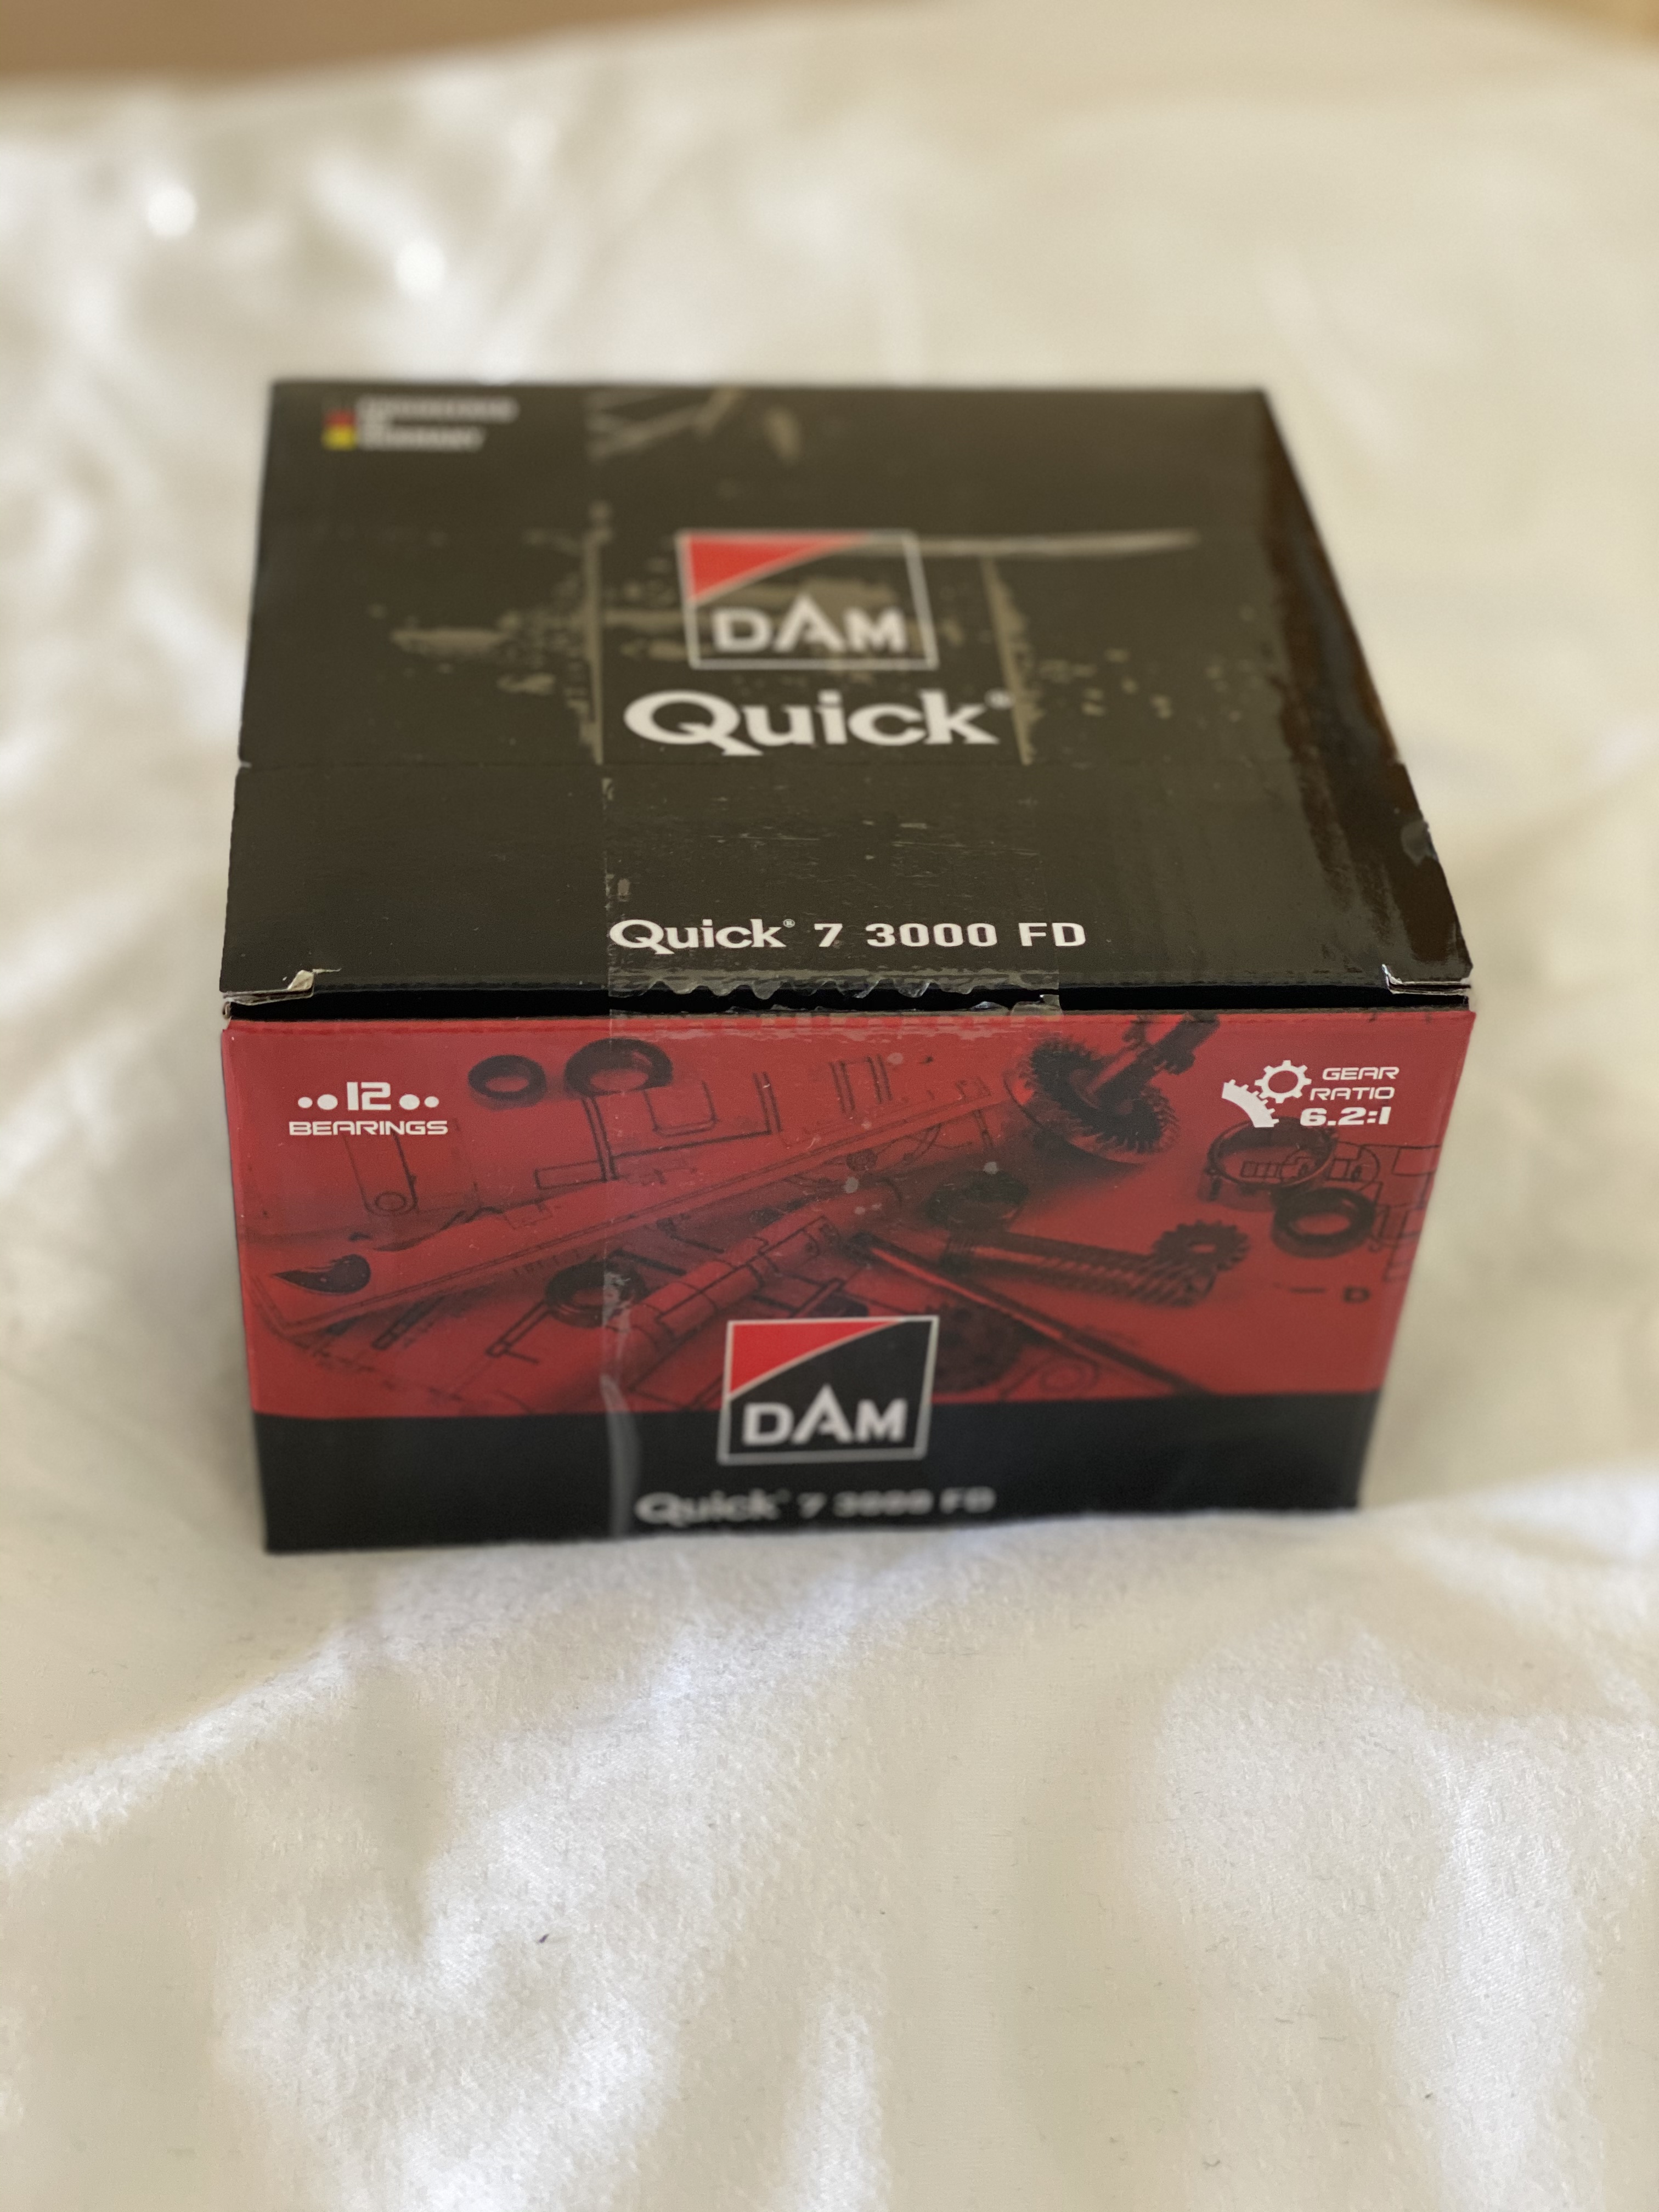 DAM
Quick®
Quick® 7 3000 FD
12
BEARINGS
GEAR
RATIO
6.2:1
DAM
Quick® 7 3000 FD